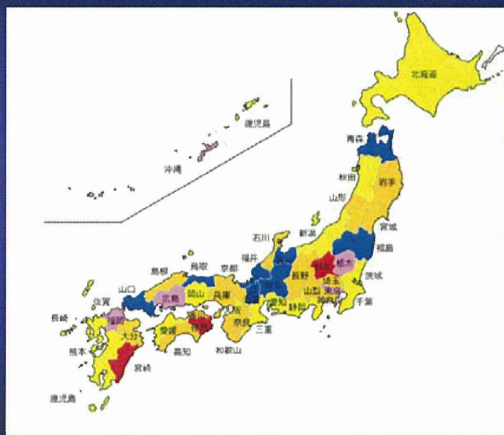 北海道
青森
秋田
岩手
山形
宮城
新潟
福島
石川
福井
栃木
長野
茨城
埼玉
山梨
千葉
愛知
静岡
三重
京都
鳥取
島根
兵庫
岡山
広島
山口
奈良
和歌山
愛媛
高知
佐賀
福岡
長崎
大分
熊本
宮崎
鹿児島
鹿児島
沖縄